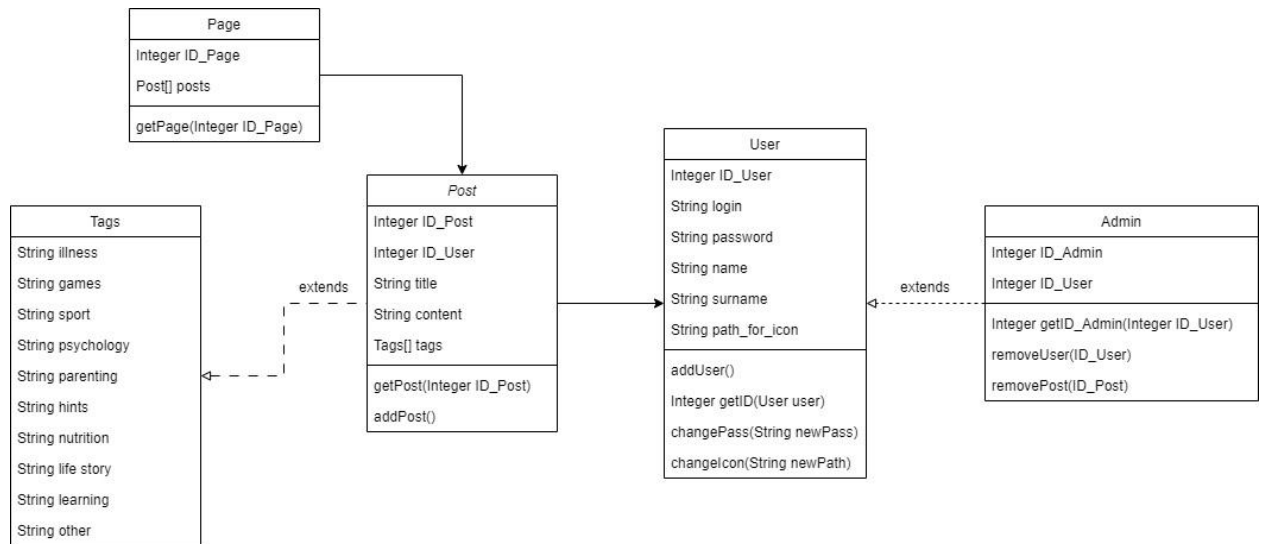 Page
Integer ID_Page
Post[] posts
getPage(Integer ID_Page)
Tags
String illness
String games
String sport
String psychology
String parenting
String hints
String nutrition
String life story
String learning
String other
extends
Post
Integer ID_Post
Integer ID_User
String title
String content
Tags[] tags
getPost(Integer ID_Post)
addPost()
User
Integer ID_User
String login
String password
String name
String surname
String path_for_icon
addUser()
Integer getID(User user)
changePass(String newPass)
changeIcon(String newPath)
extends
Admin
Integer ID_Admin
Integer ID_User
Integer getID_Admin(Integer ID_User)
removeUser(ID_User)
removePost(ID_Post)